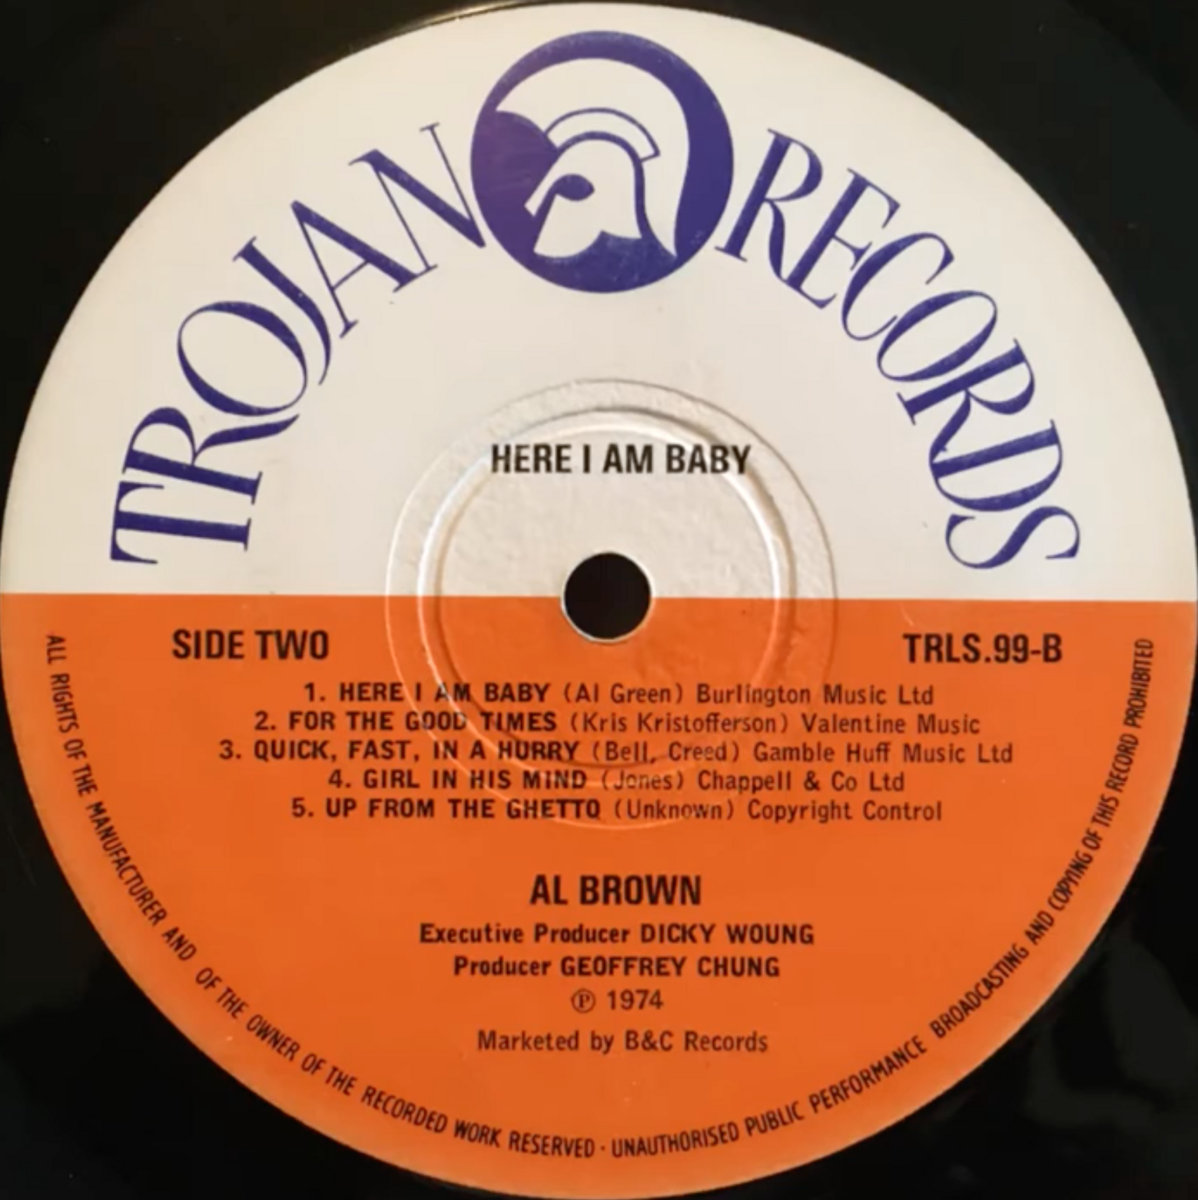 TROJAN RECORDS
HERE I AM BABY
SIDE TWO
TRLS.99-B
1. HERE I AM BABY (Al Green) Burlington Music Ltd
2. FOR THE GOOD TIMES (Kris Kristofferson) Valentine Music
3. QUICK, FAST, IN A HURRY (Bell, Creed) Gamble Huff Music Ltd
4. GIRL IN HIS MIND (Jones) Chappell & Co Ltd
5. UP FROM THE GHETTO (Unknown) Copyright Control
AL BROWN
Executive Producer DICKY WOUNG
Producer GEOFFREY CHUNG
℗ 1974
Marketed by B&C Records
ALL RIGHTS OF THE MANUFACTURER AND OF THE OWNER OF THE RECORDED WORK RESERVED · UNAUTHORISED PUBLIC PERFORMANCE BROADCASTING AND COPYING OF THIS RECORD PROHIBITED